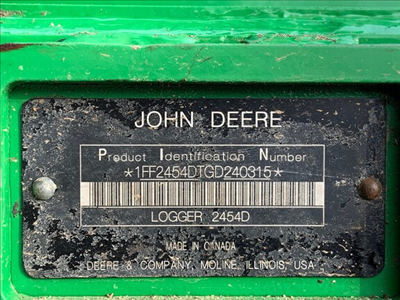 JOHN DEERE
Product Identification Number
*1FF2454DTGD240315*
LOGGER 2454D
MADE IN CANADA
DEERE & COMPANY, MOLINE, ILLINOIS, USA